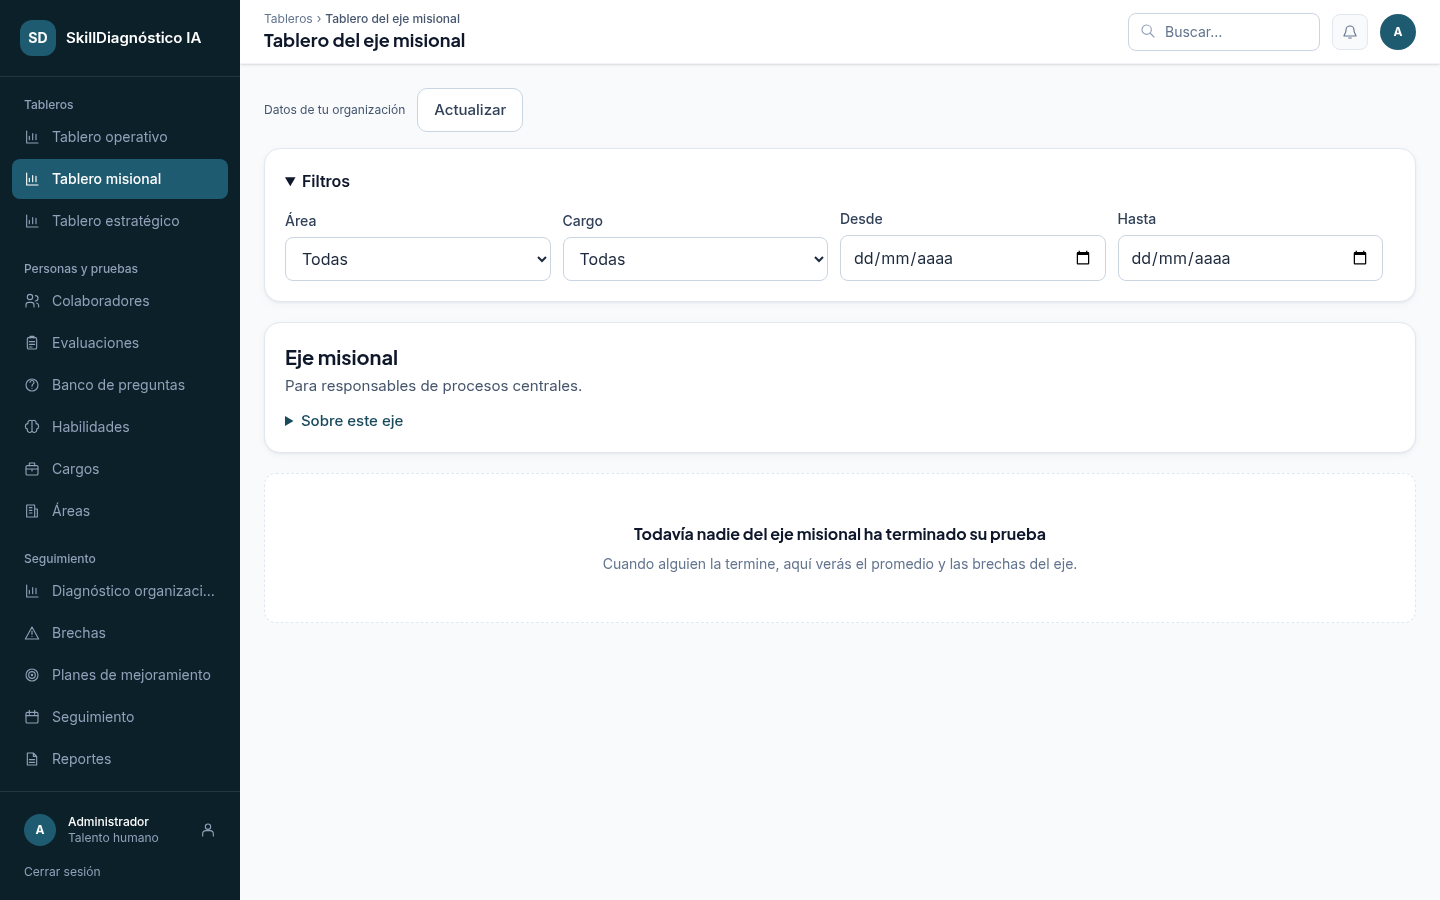 SD SkillDiagnóstico IA
Tableros
Tablero operativo
Tablero misional
Tablero estratégico
Personas y pruebas
Colaboradores
Evaluaciones
Banco de preguntas
Habilidades
Cargos
Áreas
Seguimiento
Diagnóstico organizaci...
Brechas
Planes de mejoramiento
Seguimiento
Reportes
A
Administrador
Talento humano
Cerrar sesión
Tableros › Tablero del eje misional
Tablero del eje misional
Buscar...
A
Datos de tu organización
Actualizar
Filtros
Área
Cargo
Desde
Hasta
Todas
Todas
dd/mm/aaaa
dd/mm/aaaa
Eje misional
Para responsables de procesos centrales.
Sobre este eje
Todavía nadie del eje misional ha terminado su prueba
Cuando alguien la termine, aquí verás el promedio y las brechas del eje.